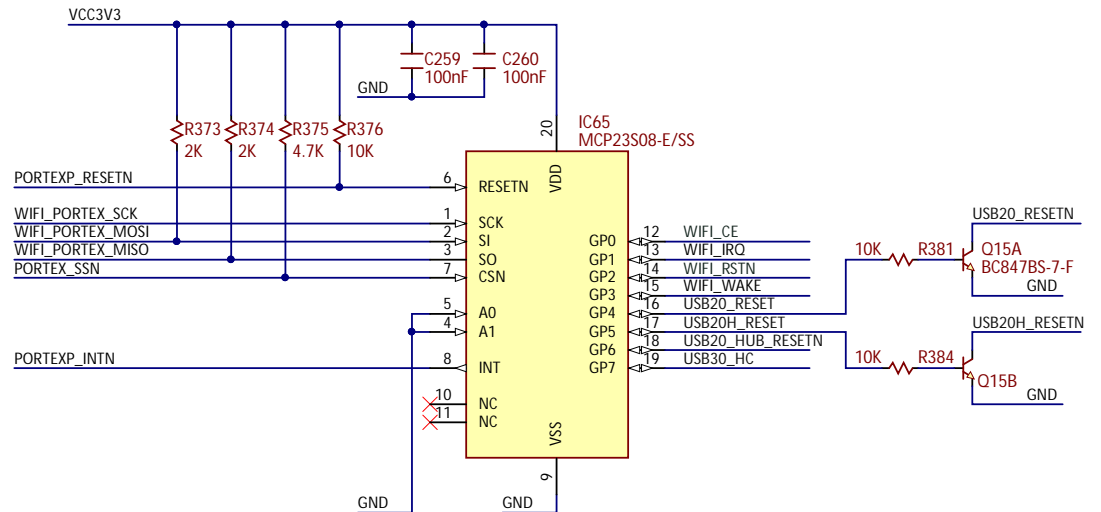 VCC3V3
C259
100nF
C260
100nF
GND
R373
2K
R374
2K
R375
4.7K
R376
10K
IC65
MCP23S08-E/SS
20
VDD
PORTEXP_RESETN
6
RESETN
WIFI_PORTEX_SCK
1
SCK
WIFI_PORTEX_MOSI
2
SI
WIFI_PORTEX_MISO
3
SO
PORTEX_SSN
7
CSN
5
A0
4
A1
PORTEXP_INTN
8
INT
10
NC
11
NC
GP0
12
WIFI_CE
GP1
13
WIFI_IRQ
GP2
14
WIFI_RSTN
GP3
15
WIFI_WAKE
GP4
16
USB20_RESET
GP5
17
USB20H_RESET
GP6
18
USB20_HUB_RESETN
GP7
19
USB30_HC
USB20_RESETN
10K
R381
Q15A
BC847BS-7-F
GND
USB20H_RESETN
10K
R384
Q15B
GND
VSS
9
GND
GND